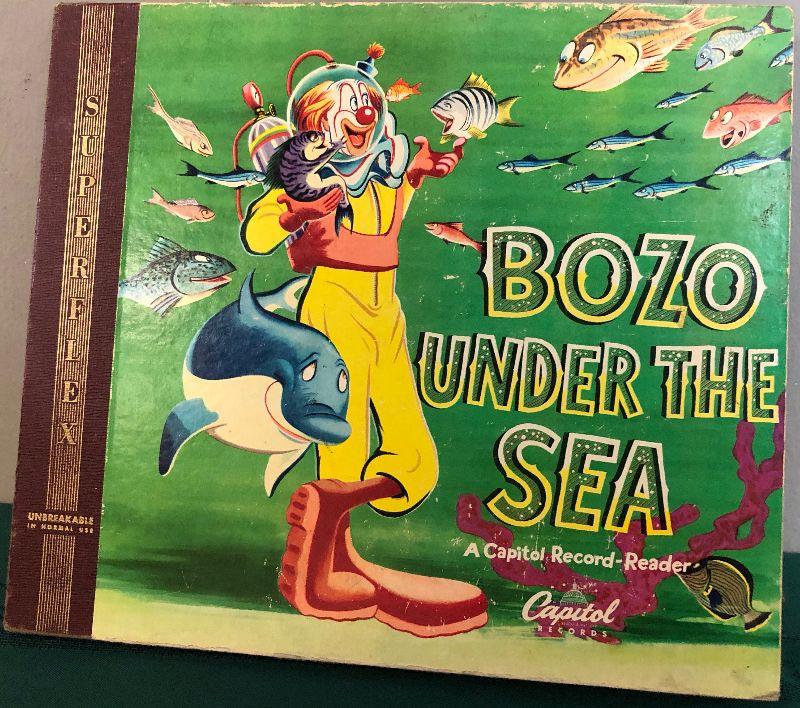 SUPERFLEX
UNBREAKABLE
IN NORMAL USE
BOZO
UNDER THE
SEA
A Capitol Record-Reader
Capitol
RECORDS